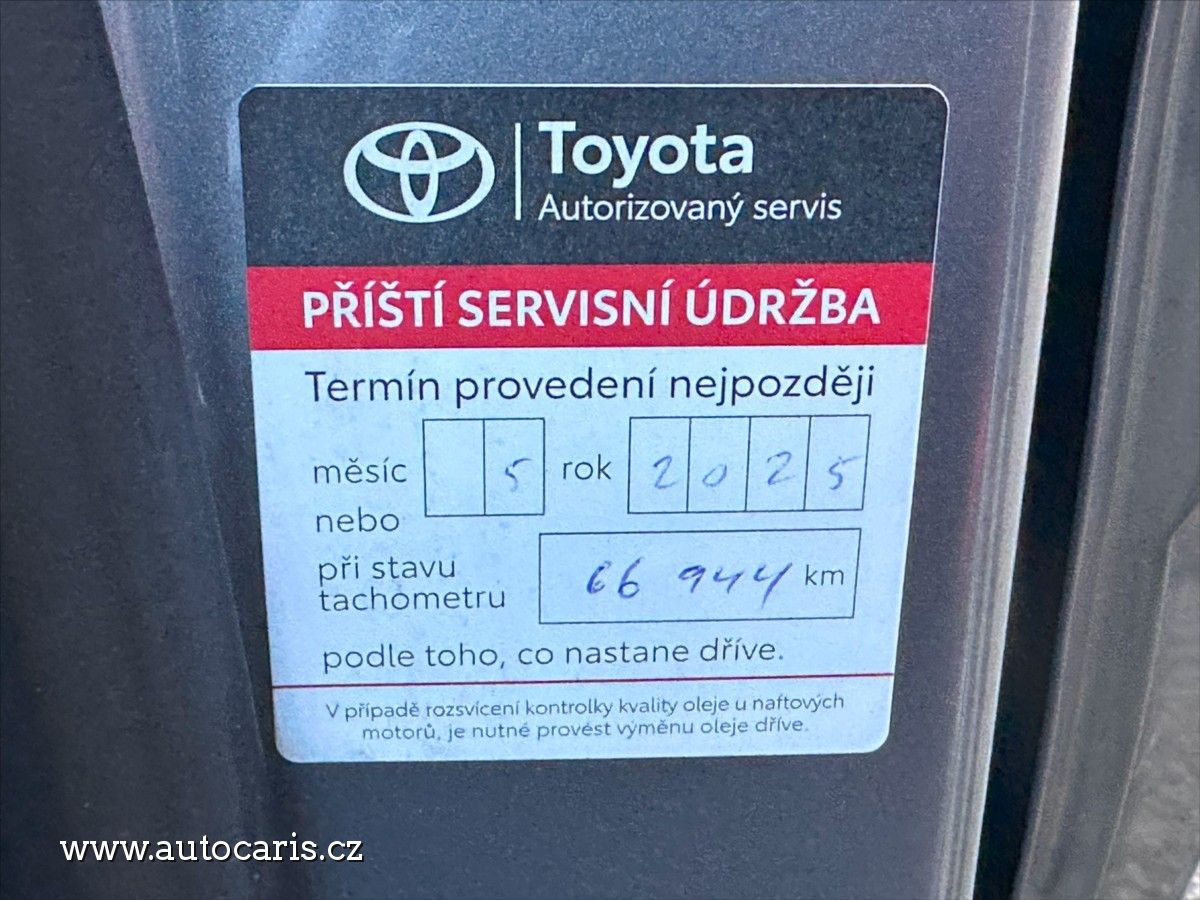 Toyota
Autorizovaný servis
PŘÍŠTÍ SERVISNÍ ÚDRŽBA
Termín provedení nejpozději
měsíc 5 rok 2025
nebo
při stavu
tachometru 66 944 km
podle toho, co nastane dříve.
V případě rozsvícení kontrolky kvality oleje u naftových
motorů, je nutné provést výměnu oleje dříve.
www.autocaris.cz